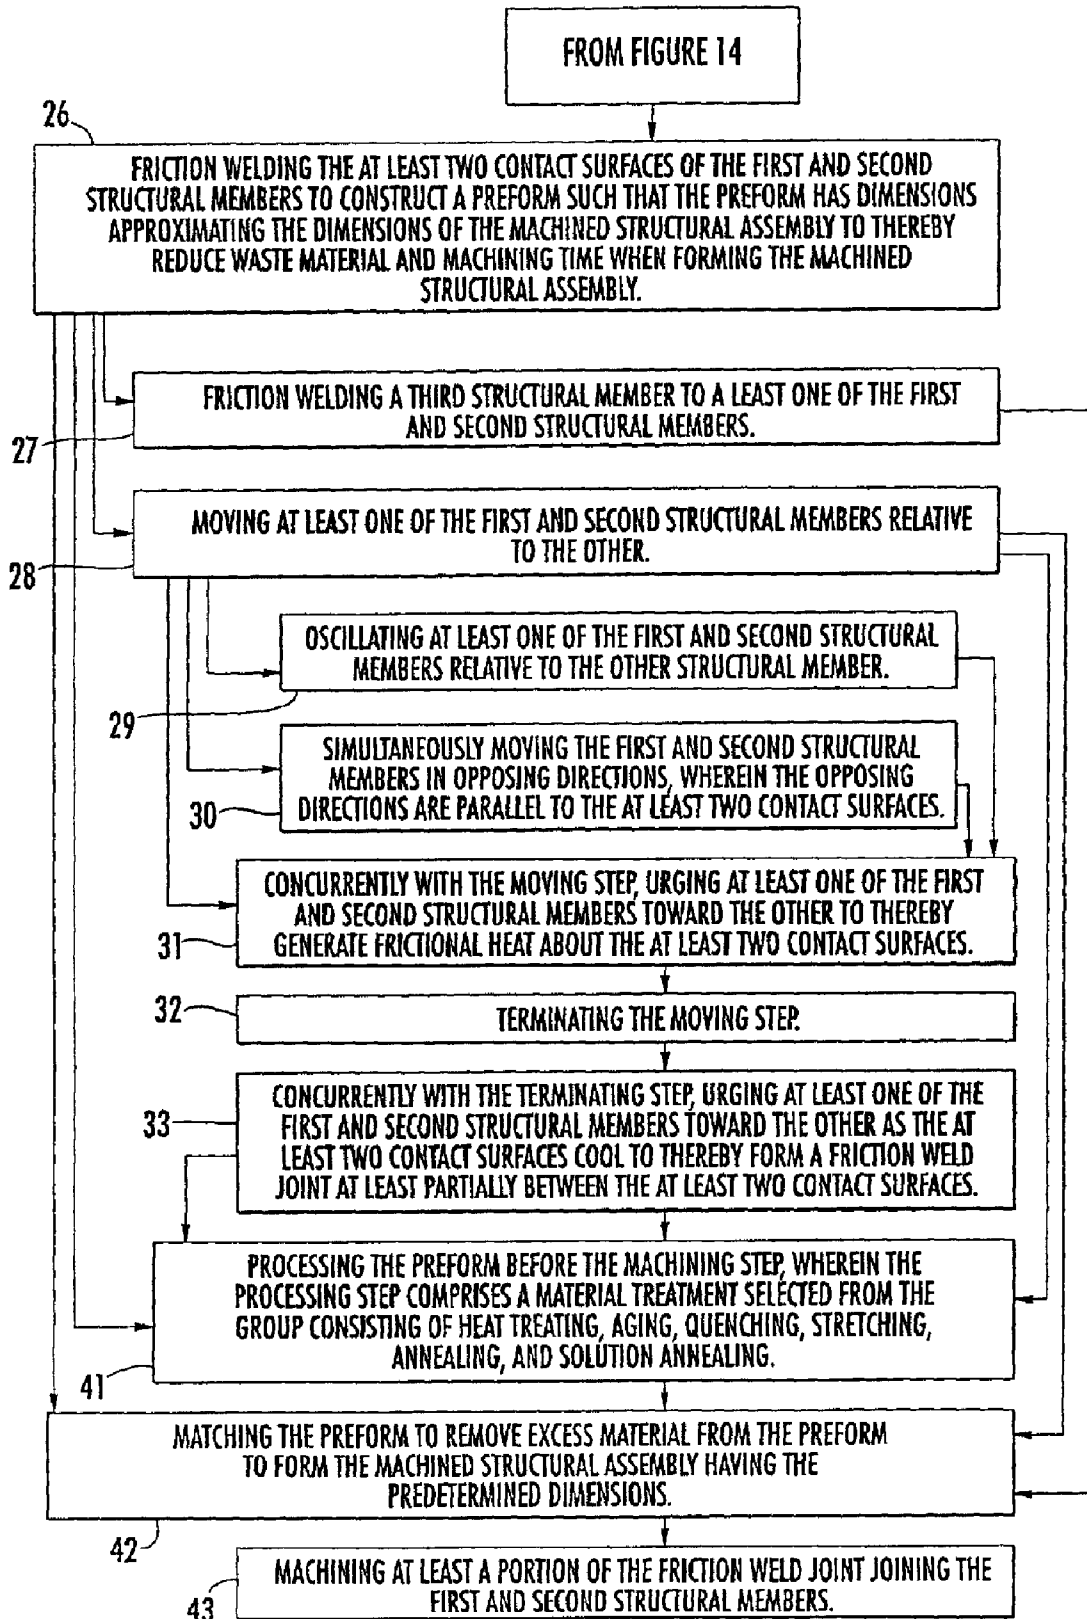 FROM FIGURE 14
26
FRICTION WELDING THE AT LEAST TWO CONTACT SURFACES OF THE FIRST AND SECOND
STRUCTURAL MEMBERS TO CONSTRUCT A PREFORM SUCH THAT THE PREFORM HAS DIMENSIONS
APPROXIMATING THE DIMENSIONS OF THE MACHINED STRUCTURAL ASSEMBLY TO THEREBY
REDUCE WASTE MATERIAL AND MACHINING TIME WHEN FORMING THE MACHINED
STRUCTURAL ASSEMBLY.
FRICTION WELDING A THIRD STRUCTURAL MEMBER TO A LEAST ONE OF THE FIRST
AND SECOND STRUCTURAL MEMBERS.
27
MOVING AT LEAST ONE OF THE FIRST AND SECOND STRUCTURAL MEMBERS RELATIVE
TO THE OTHER.
28
OSCILLATING AT LEAST ONE OF THE FIRST AND SECOND STRUCTURAL
MEMBERS RELATIVE TO THE OTHER STRUCTURAL MEMBER.
29
SIMULTANEOUSLY MOVING THE FIRST AND SECOND STRUCTURAL
MEMBERS IN OPPOSING DIRECTIONS, WHEREIN THE OPPOSING
DIRECTIONS ARE PARALLEL TO THE AT LEAST TWO CONTACT SURFACES.
30
CONCURRENTLY WITH THE MOVING STEP, URGING AT LEAST ONE OF THE FIRST
AND SECOND STRUCTURAL MEMBERS TOWARD THE OTHER TO THEREBY
GENERATE FRICTIONAL HEAT ABOUT THE AT LEAST TWO CONTACT SURFACES.
31
32
TERMINATING THE MOVING STEP.
CONCURRENTLY WITH THE TERMINATING STEP, URGING AT LEAST ONE OF THE
FIRST AND SECOND STRUCTURAL MEMBERS TOWARD THE OTHER AS THE AT
LEAST TWO CONTACT SURFACES COOL TO THEREBY FORM A FRICTION WELD
JOINT AT LEAST PARTIALLY BETWEEN THE AT LEAST TWO CONTACT SURFACES.
33
PROCESSING THE PREFORM BEFORE THE MACHINING STEP, WHEREIN THE
PROCESSING STEP COMPRISES A MATERIAL TREATMENT SELECTED FROM THE
GROUP CONSISTING OF HEAT TREATING, AGING, QUENCHING, STRETCHING,
ANNEALING, AND SOLUTION ANNEALING.
41
MATCHING THE PREFORM TO REMOVE EXCESS MATERIAL FROM THE PREFORM
TO FORM THE MACHINED STRUCTURAL ASSEMBLY HAVING THE
PREDETERMINED DIMENSIONS.
42
MACHINING AT LEAST A PORTION OF THE FRICTION WELD JOINT JOINING THE
FIRST AND SECOND STRUCTURAL MEMBERS.
43